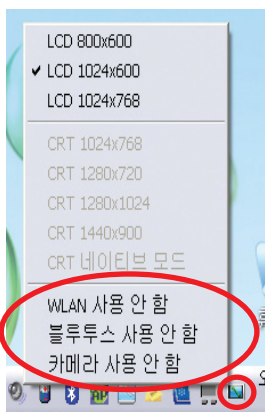 LCD 800x600
LCD 1024x600
LCD 1024x768
CRT 1024x768
CRT 1280x720
CRT 1280x1024
CRT 1440x900
CRT 네이티브 모드
WLAN 사용 안 함
블루투스 사용 안 함
카메라 사용 안 함
오